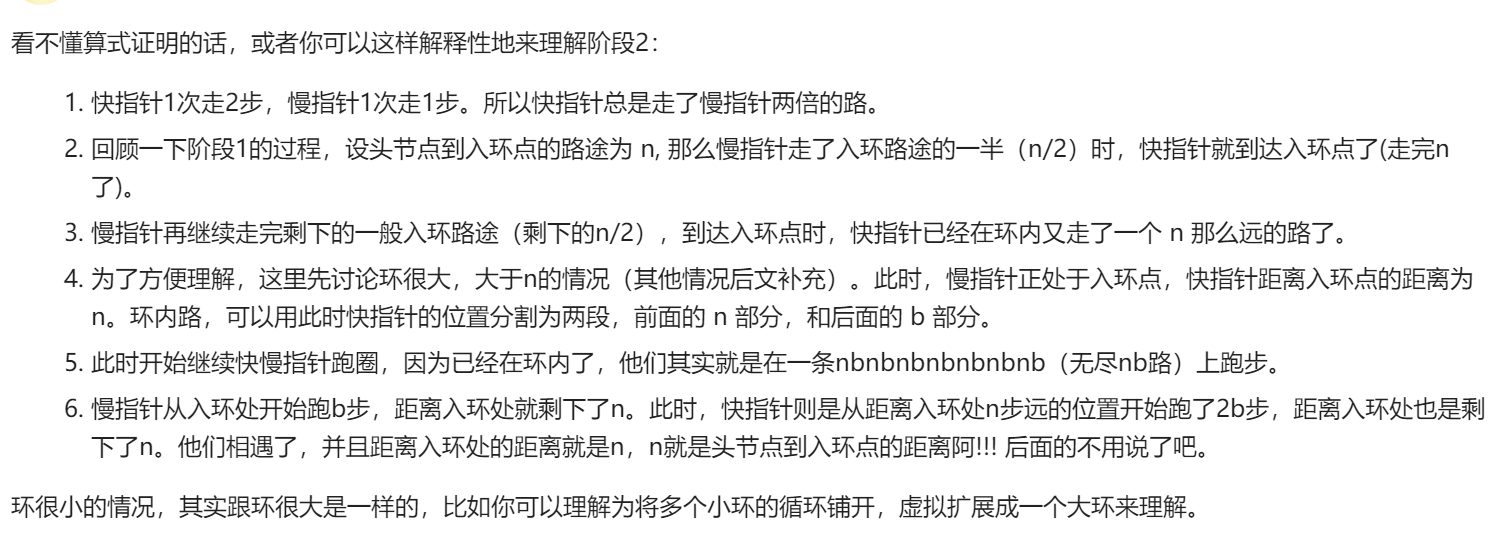 看不懂算式证明的话，或者你可以这样解释性地来理解阶段2：
1. 快指针1次走2步，慢指针1次走1步。所以快指针总是走了慢指针两倍的路。
2. 回顾一下阶段1的过程，设头节点到入环点的路途为 n, 那么慢指针走了入环路途的一半（n/2）时，快指针就到达入环点了(走完n
了)。
3. 慢指针再继续走完剩下的一般入环路途（剩下的n/2），到达入环点时，快指针已经在环内又走了一个 n 那么远的路了。
4. 为了方便理解，这里先讨论环很大，大于n的情况（其他情况后文补充）。此时，慢指针正处于入环点，快指针距离入环点的距离为
n。环内路，可以用此时快指针的位置分割为两段，前面的 n 部分，和后面的 b 部分。
5. 此时开始继续快慢指针跑圈，因为已经在环内了，他们其实就是在一条nbnbnbnbnbnbnb（无尽nb路）上跑步。
6. 慢指针从入环处开始跑b步，距离入环处就剩下了n。此时，快指针则是从距离入环处n步远的位置开始跑了2b步，距离入环处也是剩
下了n。他们相遇了，并且距离入环处的距离就是n，n就是头节点到入环点的距离阿!!! 后面的不用说了吧。
环很小的情况，其实跟环很大是一样的，比如你可以理解为将多个小环的循环铺开，虚拟扩展成一个大环来理解。